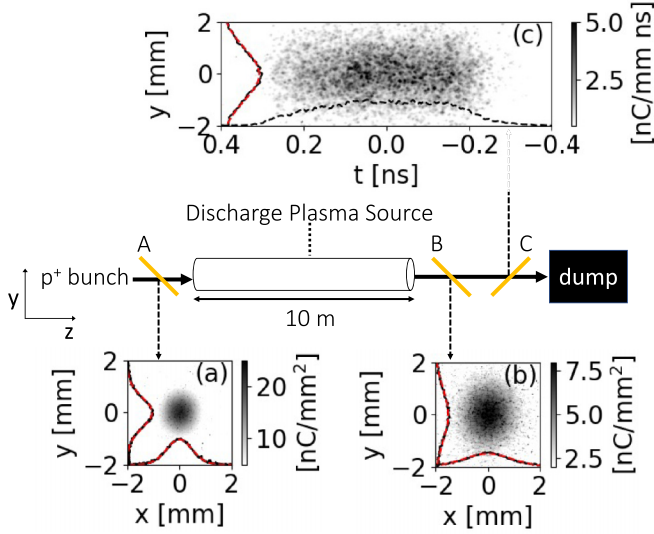 (c)
y [mm]
2
0
−2
0.4 0.2 0.0 -0.2 -0.4
t [ns]
5.0
2.5
[nC/mm ns]
Discharge Plasma Source
A
B
C
p⁺ bunch
dump
y
z
10 m
(a)
y [mm]
2
0
−2
−2 0 2
x [mm]
20
10
[nC/mm²]
(b)
y [mm]
2
0
−2
−2 0 2
x [mm]
7.5
5.0
2.5
[nC/mm²]